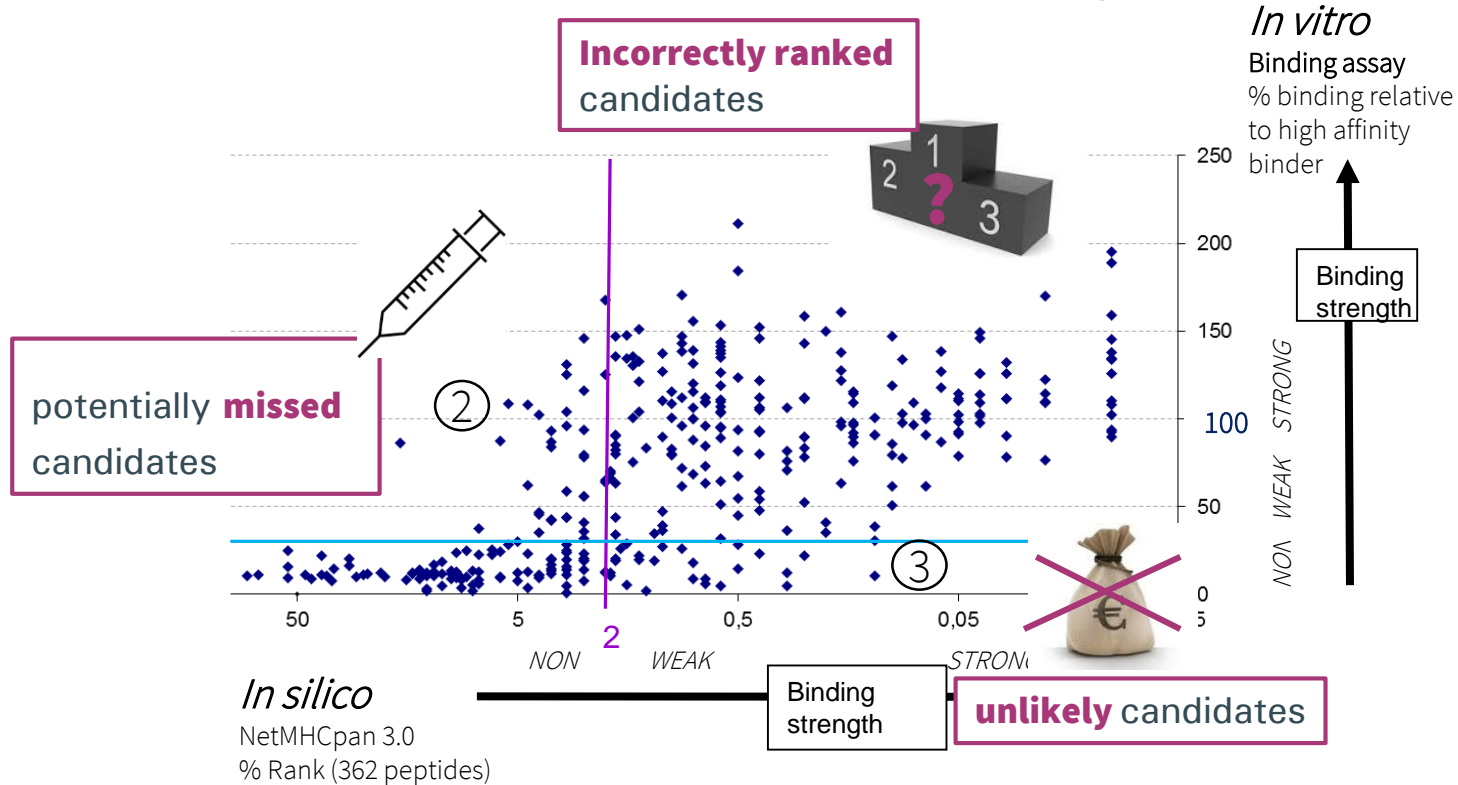 In vitro
Binding assay
% binding relative
to high affinity
binder
Incorrectly ranked
candidates
1
2
?
3
250
200
Binding
strength
150
potentially missed
candidates
2
100
50
0
NON WEAK STRONG
3
€
50
5
2
0,5
0,05
5
NON
WEAK
In silico
NetMHCpan 3.0
% Rank (362 peptides)
Binding
strength
unlikely candidates